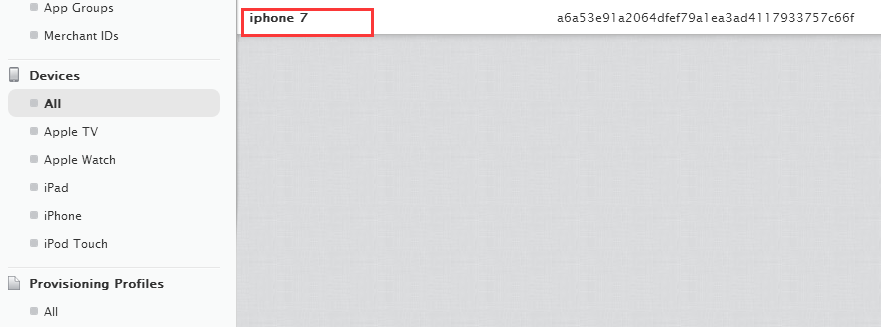 App Groups
Merchant IDs
Devices
All
Apple TV
Apple Watch
iPad
iPhone
iPod Touch
Provisioning Profiles
All
iphone 7 a6a53e91a2064dfef79a1ea3ad4117933757c66f